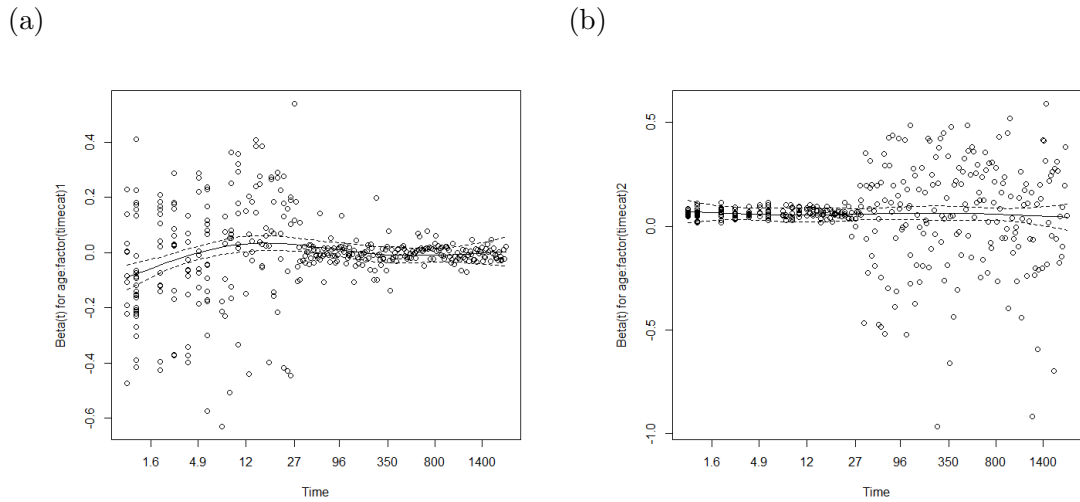 (a)
(b)
Beta(t) for age:factor(timecat)1
0.4
0.2
0.0
-0.2
-0.4
-0.6
1.6 4.9 12 27 96 350 800 1400
Time
Beta(t) for age:factor(timecat)2
0.5
0.0
-0.5
-1.0
1.6 4.9 12 27 96 350 800 1400
Time